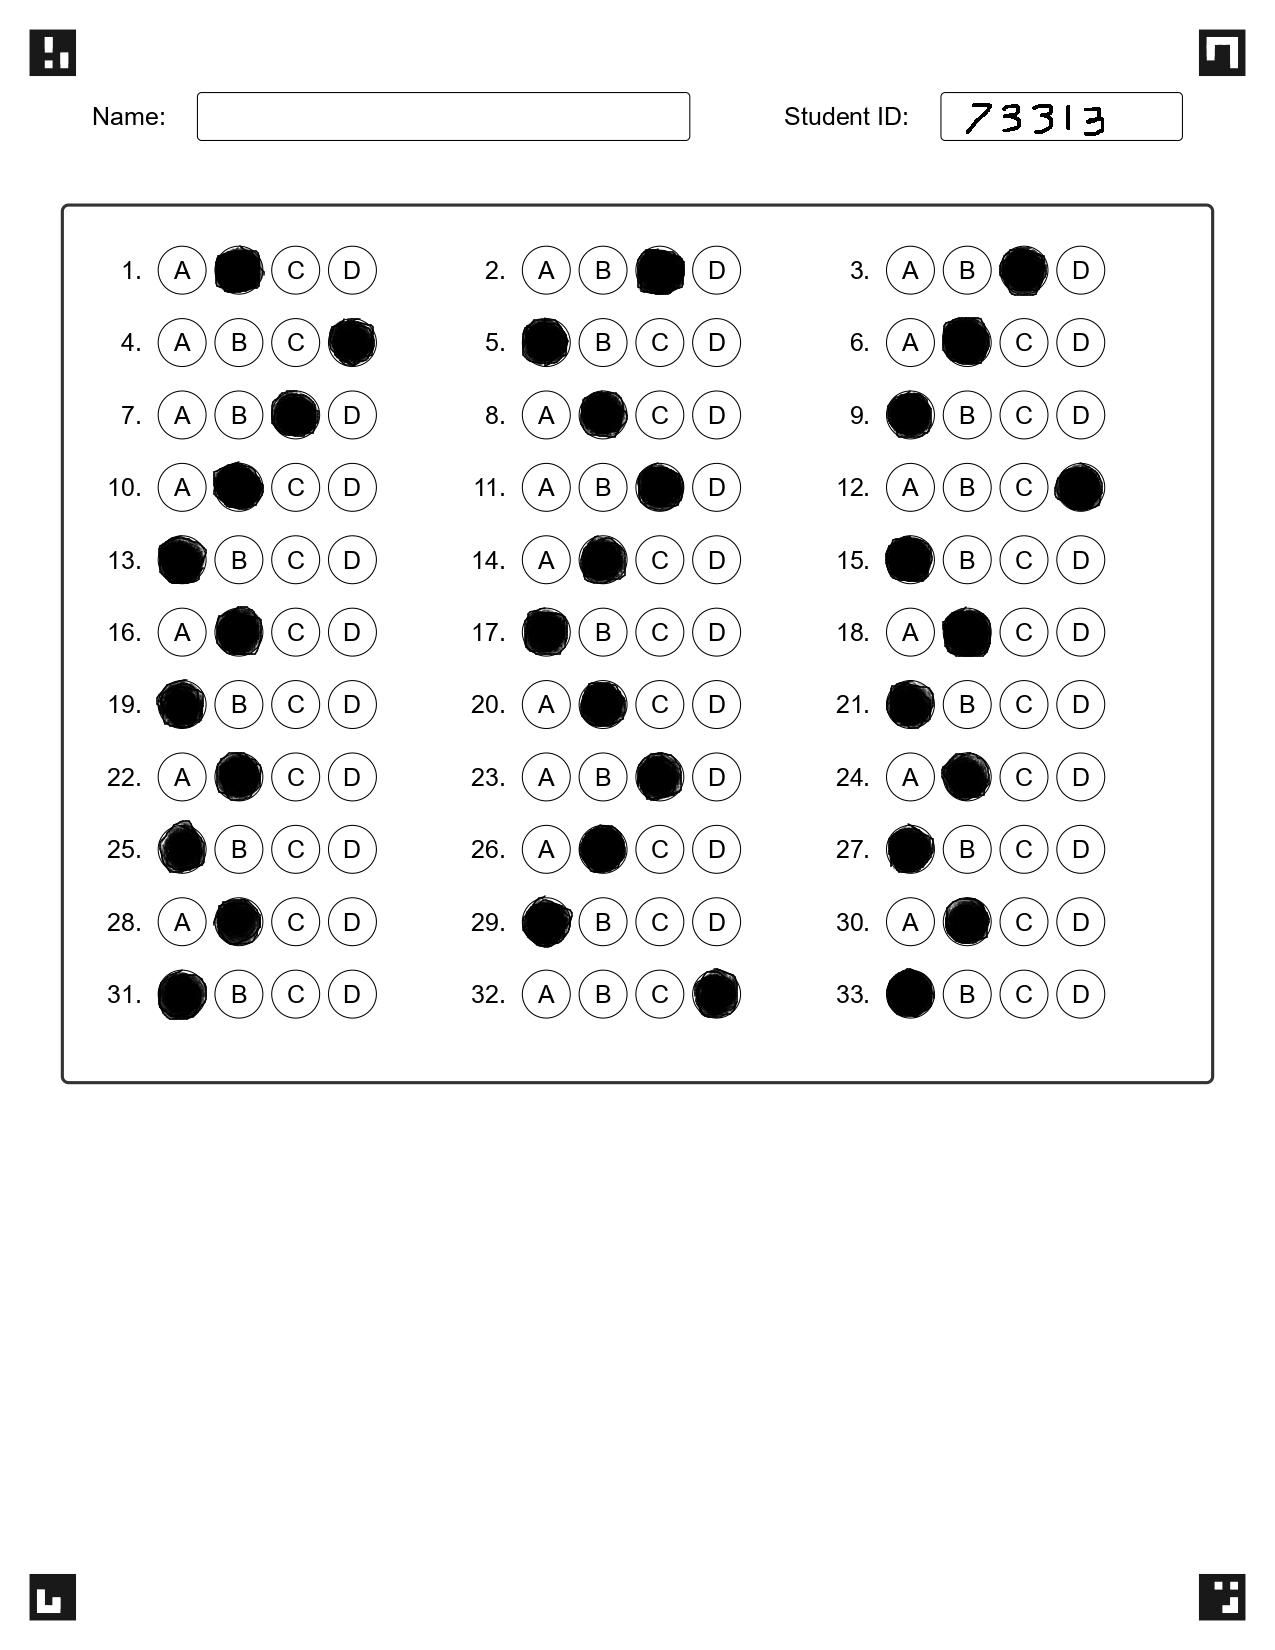 Name: Student ID: 73313
1. A C D 2. A B D 3. A B D
4. A B C 5. B C D 6. A C D
7. A B D 8. A C D 9. B C D
10. A C D 11. A B D 12. A B C
13. B C D 14. A C D 15. B C D
16. A C D 17. B C D 18. A C D
19. B C D 20. A C D 21. B C D
22. A C D 23. A B D 24. A C D
25. B C D 26. A C D 27. B C D
28. A C D 29. B C D 30. A C D
31. B C D 32. A B C 33. B C D